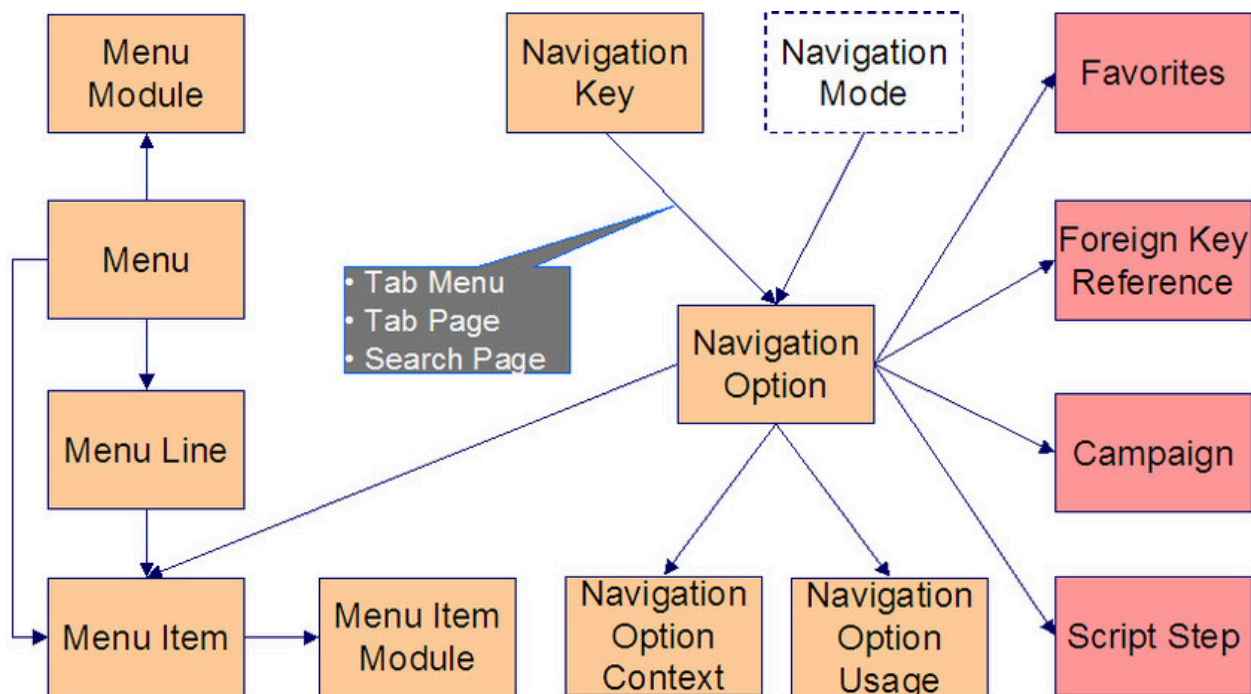 Menu
Module
Navigation
Key
Navigation
Mode
Favorites
Menu
Foreign Key
Reference
• Tab Menu
• Tab Page
• Search Page
Navigation
Option
Menu Line
Campaign
Menu Item
Menu Item
Module
Navigation
Option
Context
Navigation
Option
Usage
Script Step